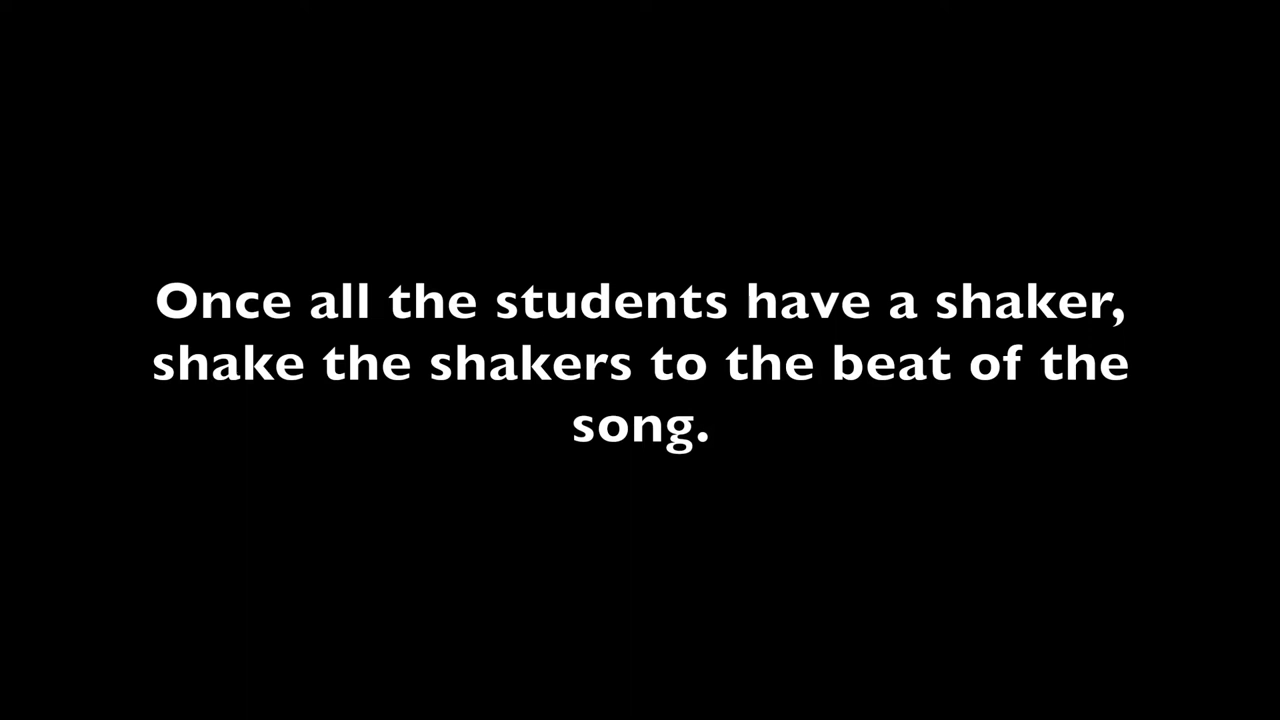 Once all the students have a shaker,
shake the shakers to the beat of the
song.